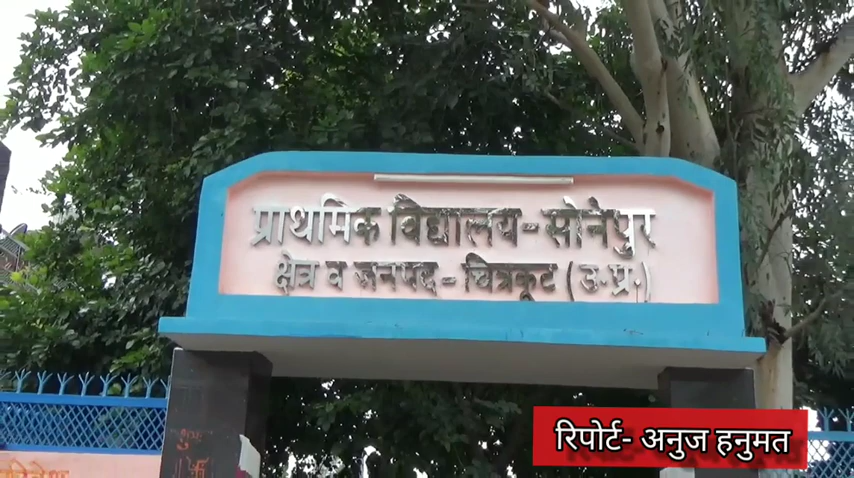 प्राथमिक विद्यालय-सोनेपुर
क्षेत्र व जनपद-चित्रकूट (उ.प्र.)
रिपोर्ट- अनुज हनुमत